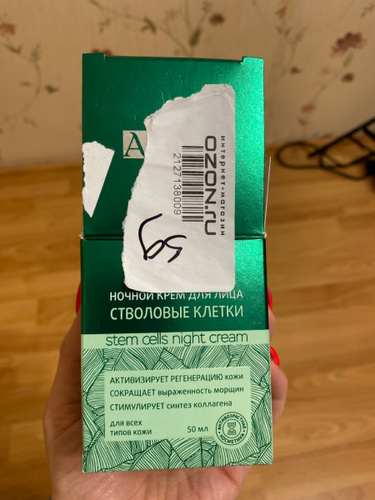 A
интернет-магазин
OZON.ru
2127138009
59
НОЧНОЙ КРЕМ ДЛЯ ЛИЦА
СТВОЛОВЫЕ КЛЕТКИ
stem cells night cream
АКТИВИЗИРУЕТ РЕГЕНЕРАЦИЮ кожи
СОКРАЩАЕТ выраженность морщин
СТИМУЛИРУЕТ синтез коллагена
для всех
типов кожи
50 мл